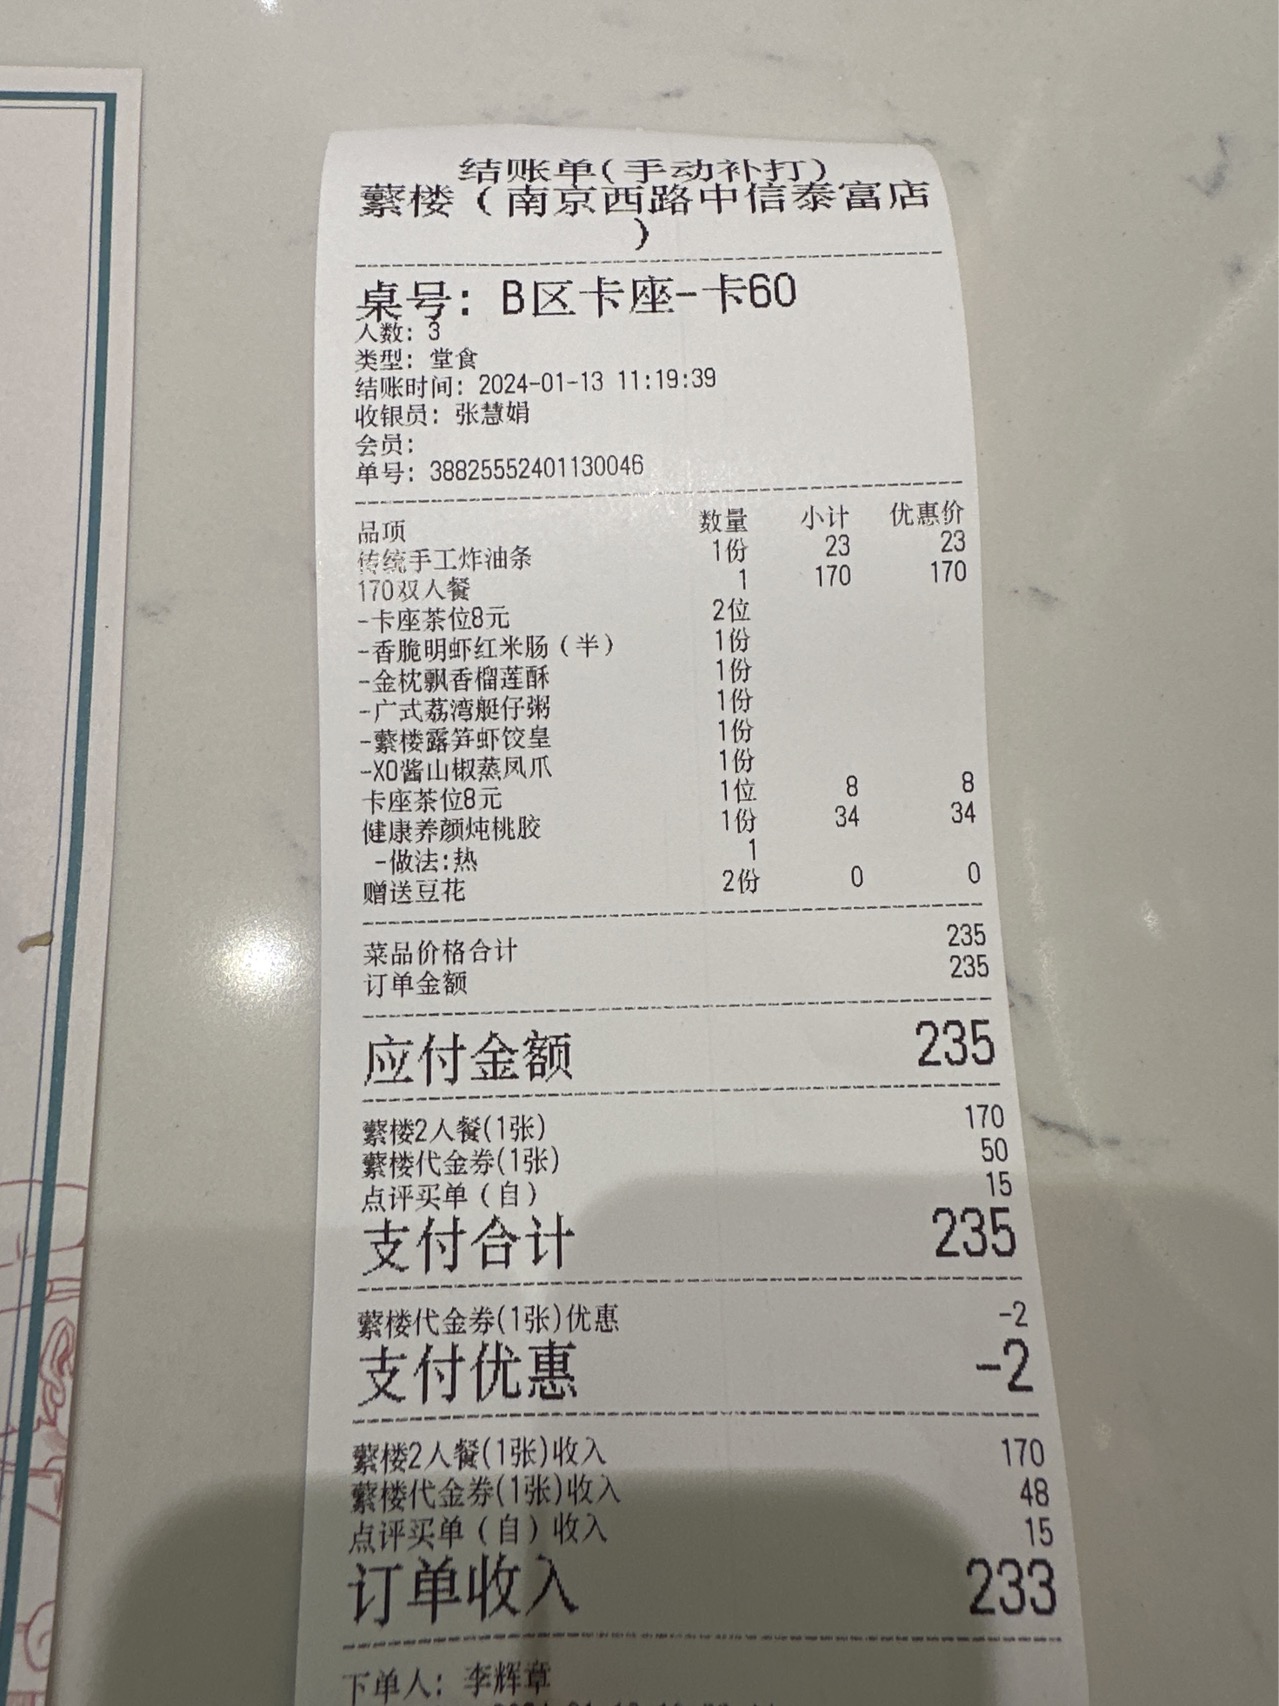 结账单(手动补打)
蘩楼（南京西路中信泰富店
）
桌号: B区卡座-卡60
人数: 3
类型: 堂食
结账时间: 2024-01-13 11:19:39
收银员: 张慧娟
会员:
单号: 38825552401130046
品项 数量 小计 优惠价
传统手工炸油条 1份 23 23
170双人餐 1 170 170
-卡座茶位8元 2位
-香脆明虾红米肠（半） 1份
-金枕飘香榴莲酥 1份
-广式荔湾艇仔粥 1份
-蘩楼露笋虾饺皇 1份
-XO酱山椒蒸凤爪 1份
卡座茶位8元 1位 8 8
健康养颜炖桃胶 1份 34 34
-做法:热 1
赠送豆花 2份 0 0
菜品价格合计 235
订单金额 235
应付金额 235
蘩楼2人餐(1张) 170
蘩楼代金券(1张) 50
点评买单（自） 15
支付合计 235
蘩楼代金券(1张)优惠 -2
支付优惠 -2
蘩楼2人餐(1张)收入 170
蘩楼代金券(1张)收入 48
点评买单（自）收入 15
订单收入 233
下单人: 李辉章